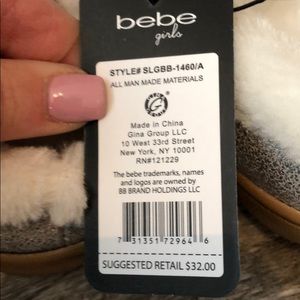 bebe
girls
STYLE# SLGBB-1460/A
ALL MAN MADE MATERIALS
GINA GROUP
Made in China
Gina Group LLC
10 West 33rd Street
New York, NY 10001
RN#121229
The bebe trademarks, names
and logos are owned by
BB BRAND HOLDINGS LLC
7 31351 72964 6
SUGGESTED RETAIL $32.00